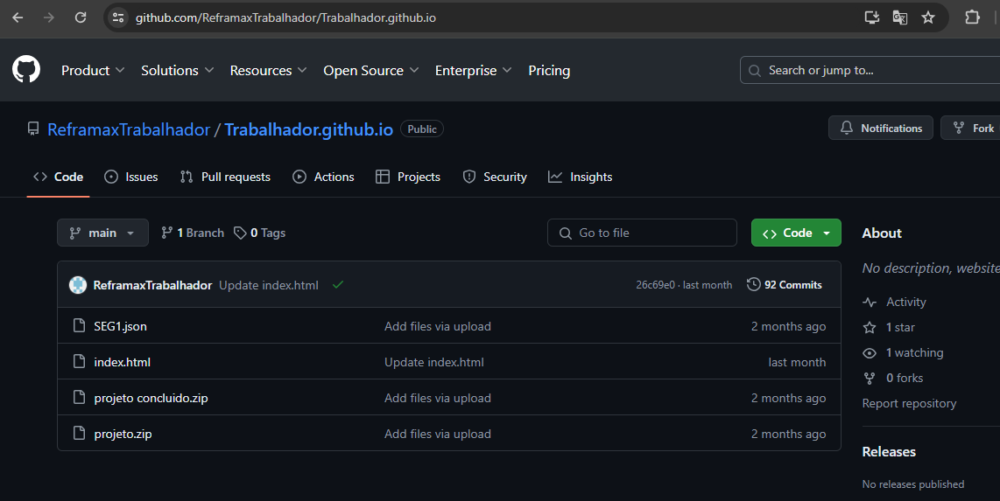 github.com/ReframaxTrabalhador/Trabalhador.github.io
Product Solutions Resources Open Source Enterprise Pricing Search or jump to...
ReframaxTrabalhador / Trabalhador.github.io Public Notifications Fork
Code Issues Pull requests Actions Projects Security Insights
main 1 Branch 0 Tags Go to file Code
About
ReframaxTrabalhador Update index.html 26c69e0 · last month 92 Commits
No description, website
SEG1.json Add files via upload 2 months ago
Activity
1 star
index.html Update index.html last month
1 watching
0 forks
projeto concluido.zip Add files via upload 2 months ago
Report repository
projeto.zip Add files via upload 2 months ago
Releases
No releases published